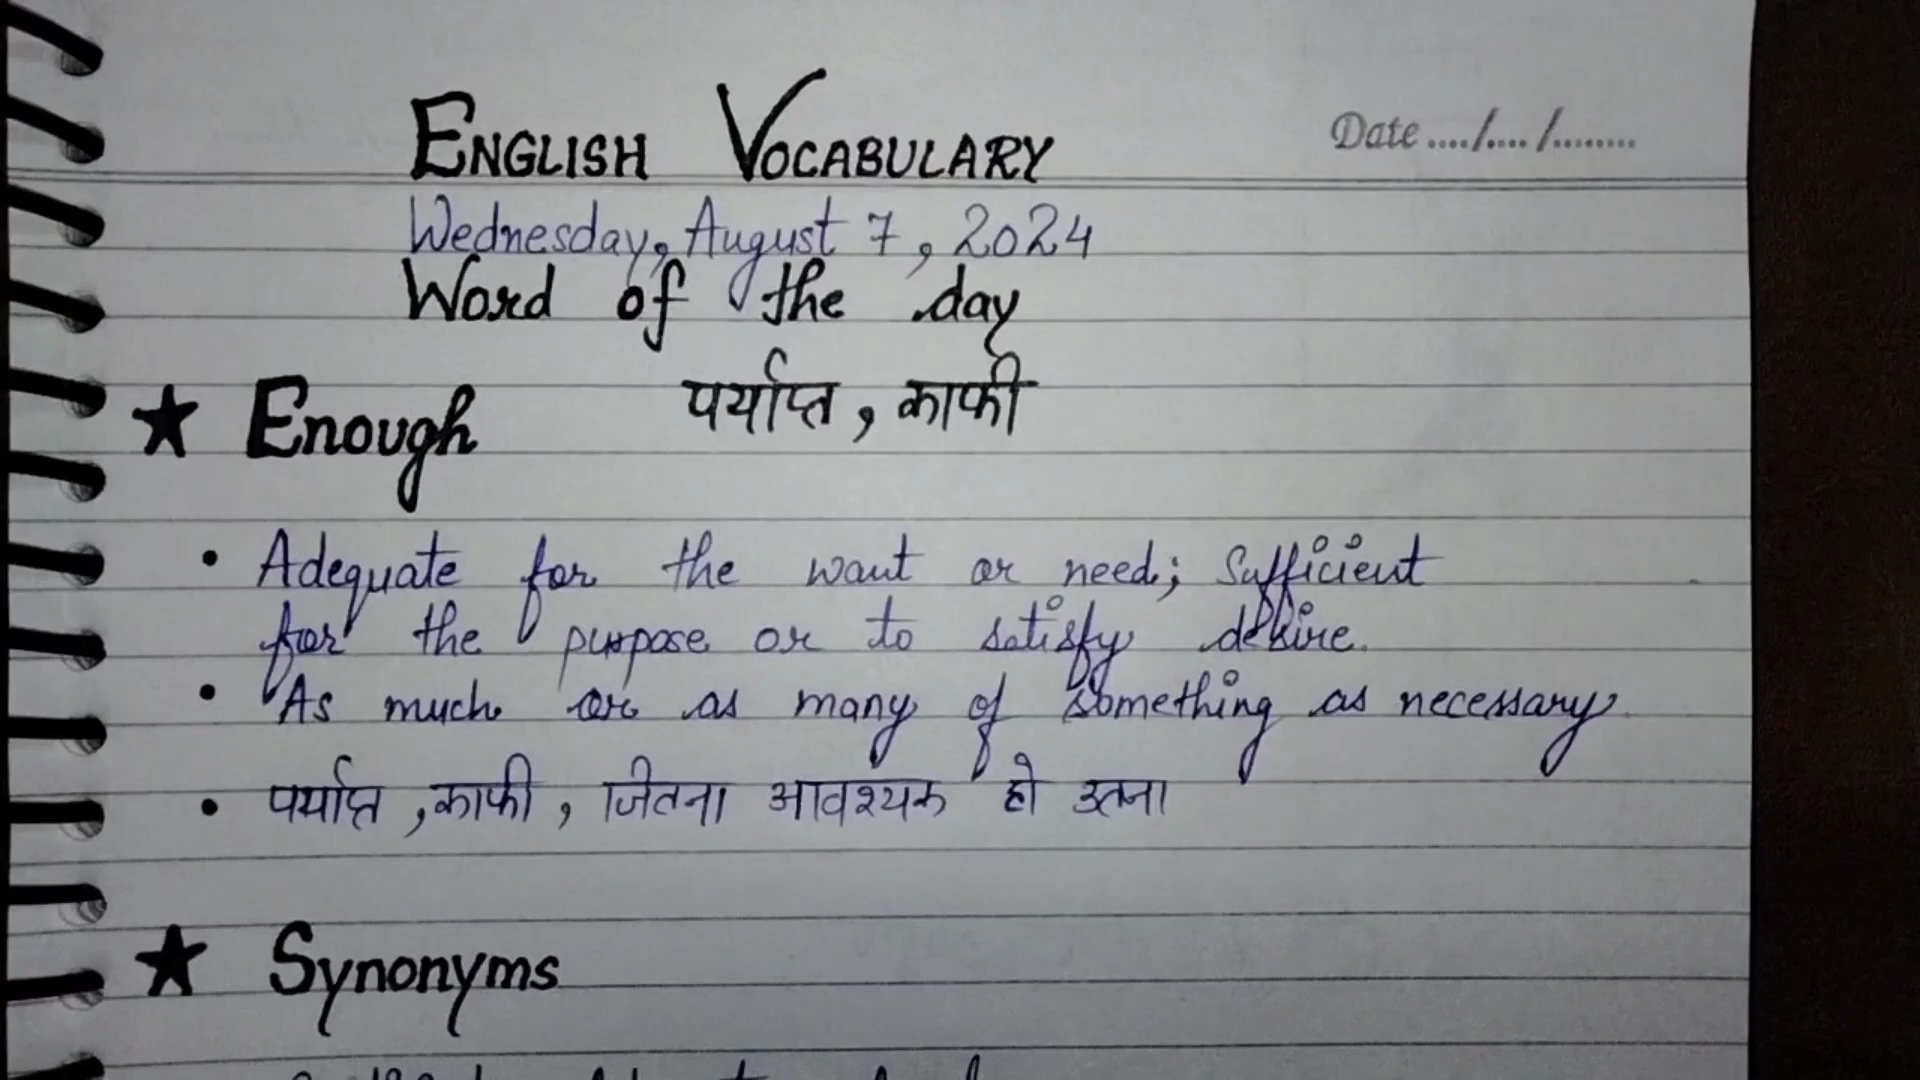 ENGLISH VOCABULARY
Date ..../..../........
Wednesday, August 7, 2024
Word of the day
★ Enough पर्याप्त, काफी
• Adequate for the want or need; Sufficient
for the purpose or to satisfy desire.
• As much or as many of something as necessary.
• पर्याप्त, काफी, जितना आवश्यक हो उतना
★ Synonyms